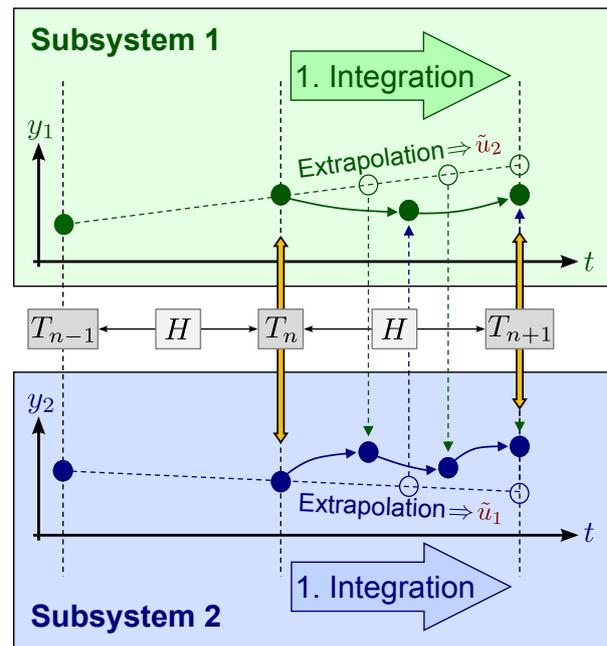 Subsystem 1
1. Integration
y₁
Extrapolation ⇒ ũ₂
t
Tₙ₋₁
H
Tₙ
H
Tₙ₊₁
y₂
Extrapolation ⇒ ũ₁
t
1. Integration
Subsystem 2